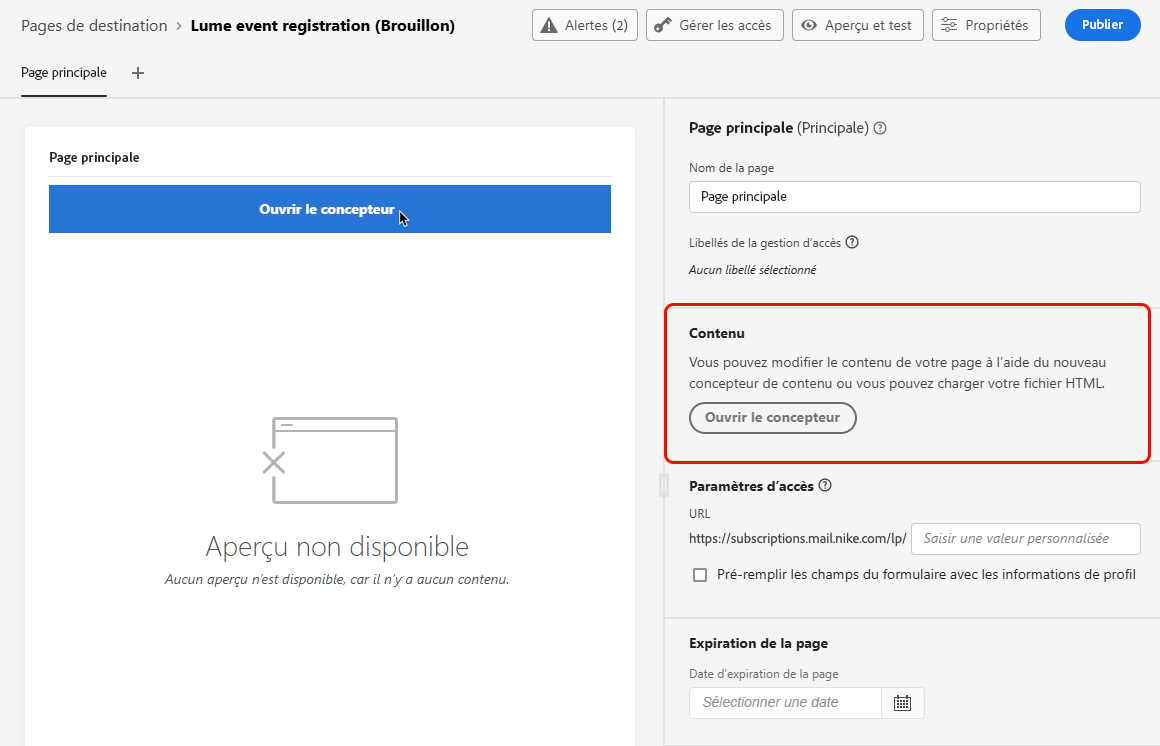 Pages de destination > Lume event registration (Brouillon)
Alertes (2)
Gérer les accès
Aperçu et test
Propriétés
Publier
Page principale
Page principale
Ouvrir le concepteur
Aperçu non disponible
Aucun aperçu n'est disponible, car il n'y a aucun contenu.
Page principale (Principale)
Nom de la page
Page principale
Libellés de la gestion d'accès
Aucun libellé sélectionné
Contenu
Vous pouvez modifier le contenu de votre page à l'aide du nouveau
concepteur de contenu ou vous pouvez charger votre fichier HTML.
Ouvrir le concepteur
Paramètres d'accès
URL
https://subscriptions.mail.nike.com/lp/ Saisir une valeur personnalisée
Pré-remplir les champs du formulaire avec les informations de profil
Expiration de la page
Date d'expiration de la page
Sélectionner une date